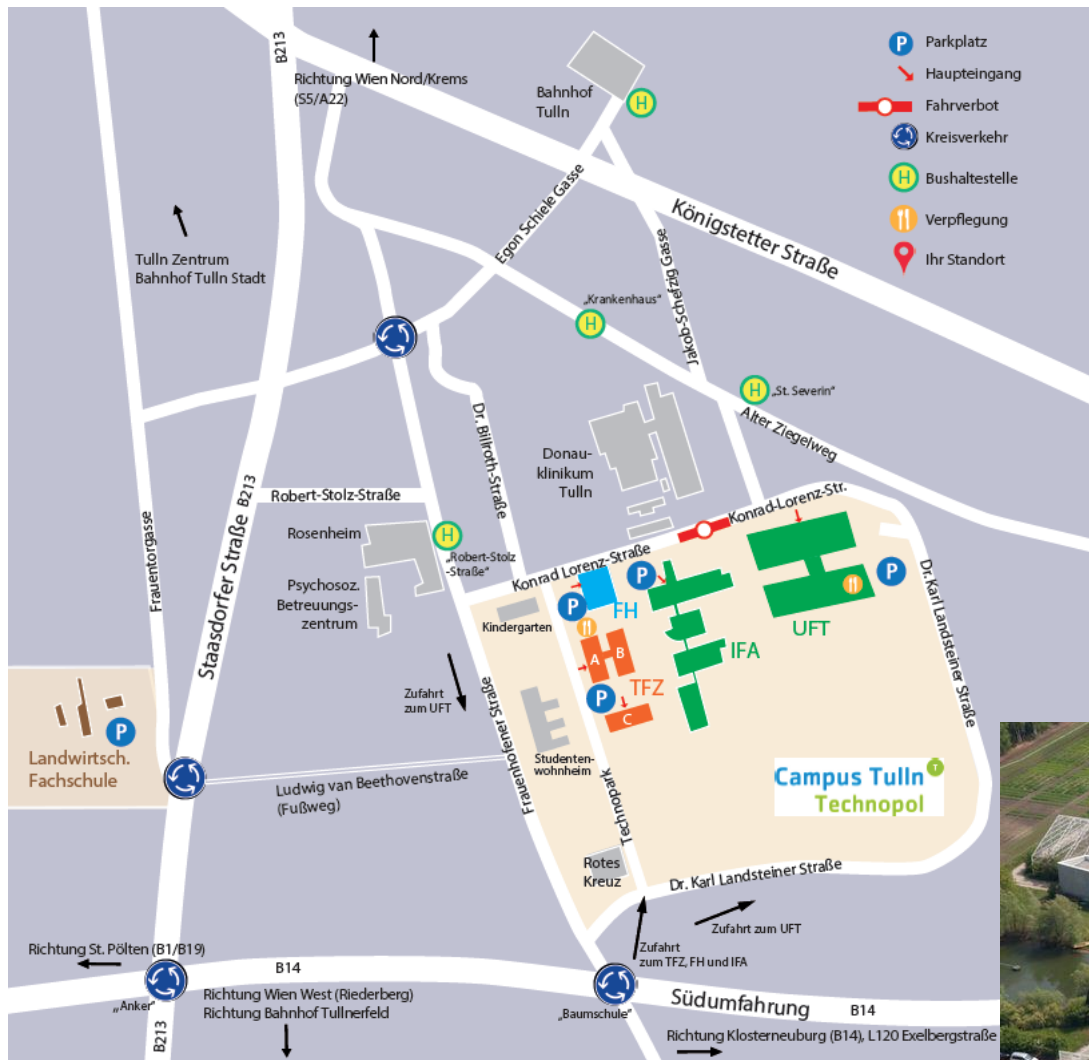 B213
Richtung Wien Nord/Krems
(S5/A22)
Bahnhof
Tulln
H
P
Parkplatz
Haupteingang
Fahrverbot
Kreisverkehr
H
Bushaltestelle
Verpflegung
Ihr Standort
Tulln Zentrum
Bahnhof Tulln Stadt
Egon Schiele Gasse
Königstetter Straße
Jakob-Schefzig Gasse
„Krankenhaus“
H
H
„St. Severin“
Alter Ziegelweg
Dr. Billroth-Straße
Donau-
klinikum
Tulln
Robert-Stolz-Straße
Rosenheim
H
„Robert-Stolz
-Straße“
Psychosoz.
Betreuungs-
zentrum
Staasdorfer Straße B213
Frauentorgasse
Konrad Lorenz-Straße
Konrad-Lorenz-Str.
Kindergarten
P
FH
P
A
B
TFZ
P
C
IFA
UFT
P
Dr. Karl Landsteiner Straße
Zufahrt
zum UFT
P
Landwirtsch.
Fachschule
Ludwig van Beethovenstraße
(Fußweg)
Frauenhofener Straße
Studenten-
wohnheim
Technopark
Campus Tulln
T
Technopol
Rotes
Kreuz
Dr. Karl Landsteiner Straße
Zufahrt zum UFT
Zufahrt
zum TFZ, FH und IFA
Richtung St. Pölten (B1/B19)
B14
„Anker“
Richtung Wien West (Riederberg)
Richtung Bahnhof Tullnerfeld
B213
„Baumschule“
Südumfahrung
B14
Richtung Klosterneuburg (B14), L120 Exelbergstraße